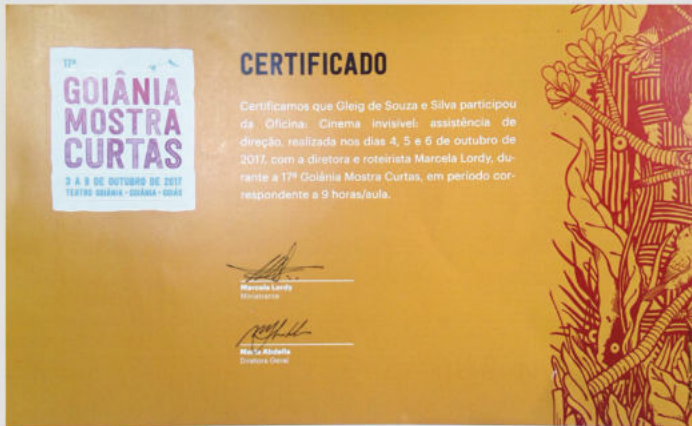 17ª
GOIÂNIA
MOSTRA
CURTAS
3 A 8 DE OUTUBRO DE 2017
TEATRO GOIÂNIA • GOIÂNIA • GOIÁS
CERTIFICADO
Certificamos que Gleig de Souza e Silva participou
da Oficina: Cinema invisível: assistência de
direção, realizada nos dias 4, 5 e 6 de outubro de
2017, com a diretora e roteirista Marcela Lordy, du-
rante a 17ª Goiânia Mostra Curtas, em período cor-
respondente a 9 horas/aula.
Marcela Lordy
Ministrante
Maria Abdalla
Diretora Geral